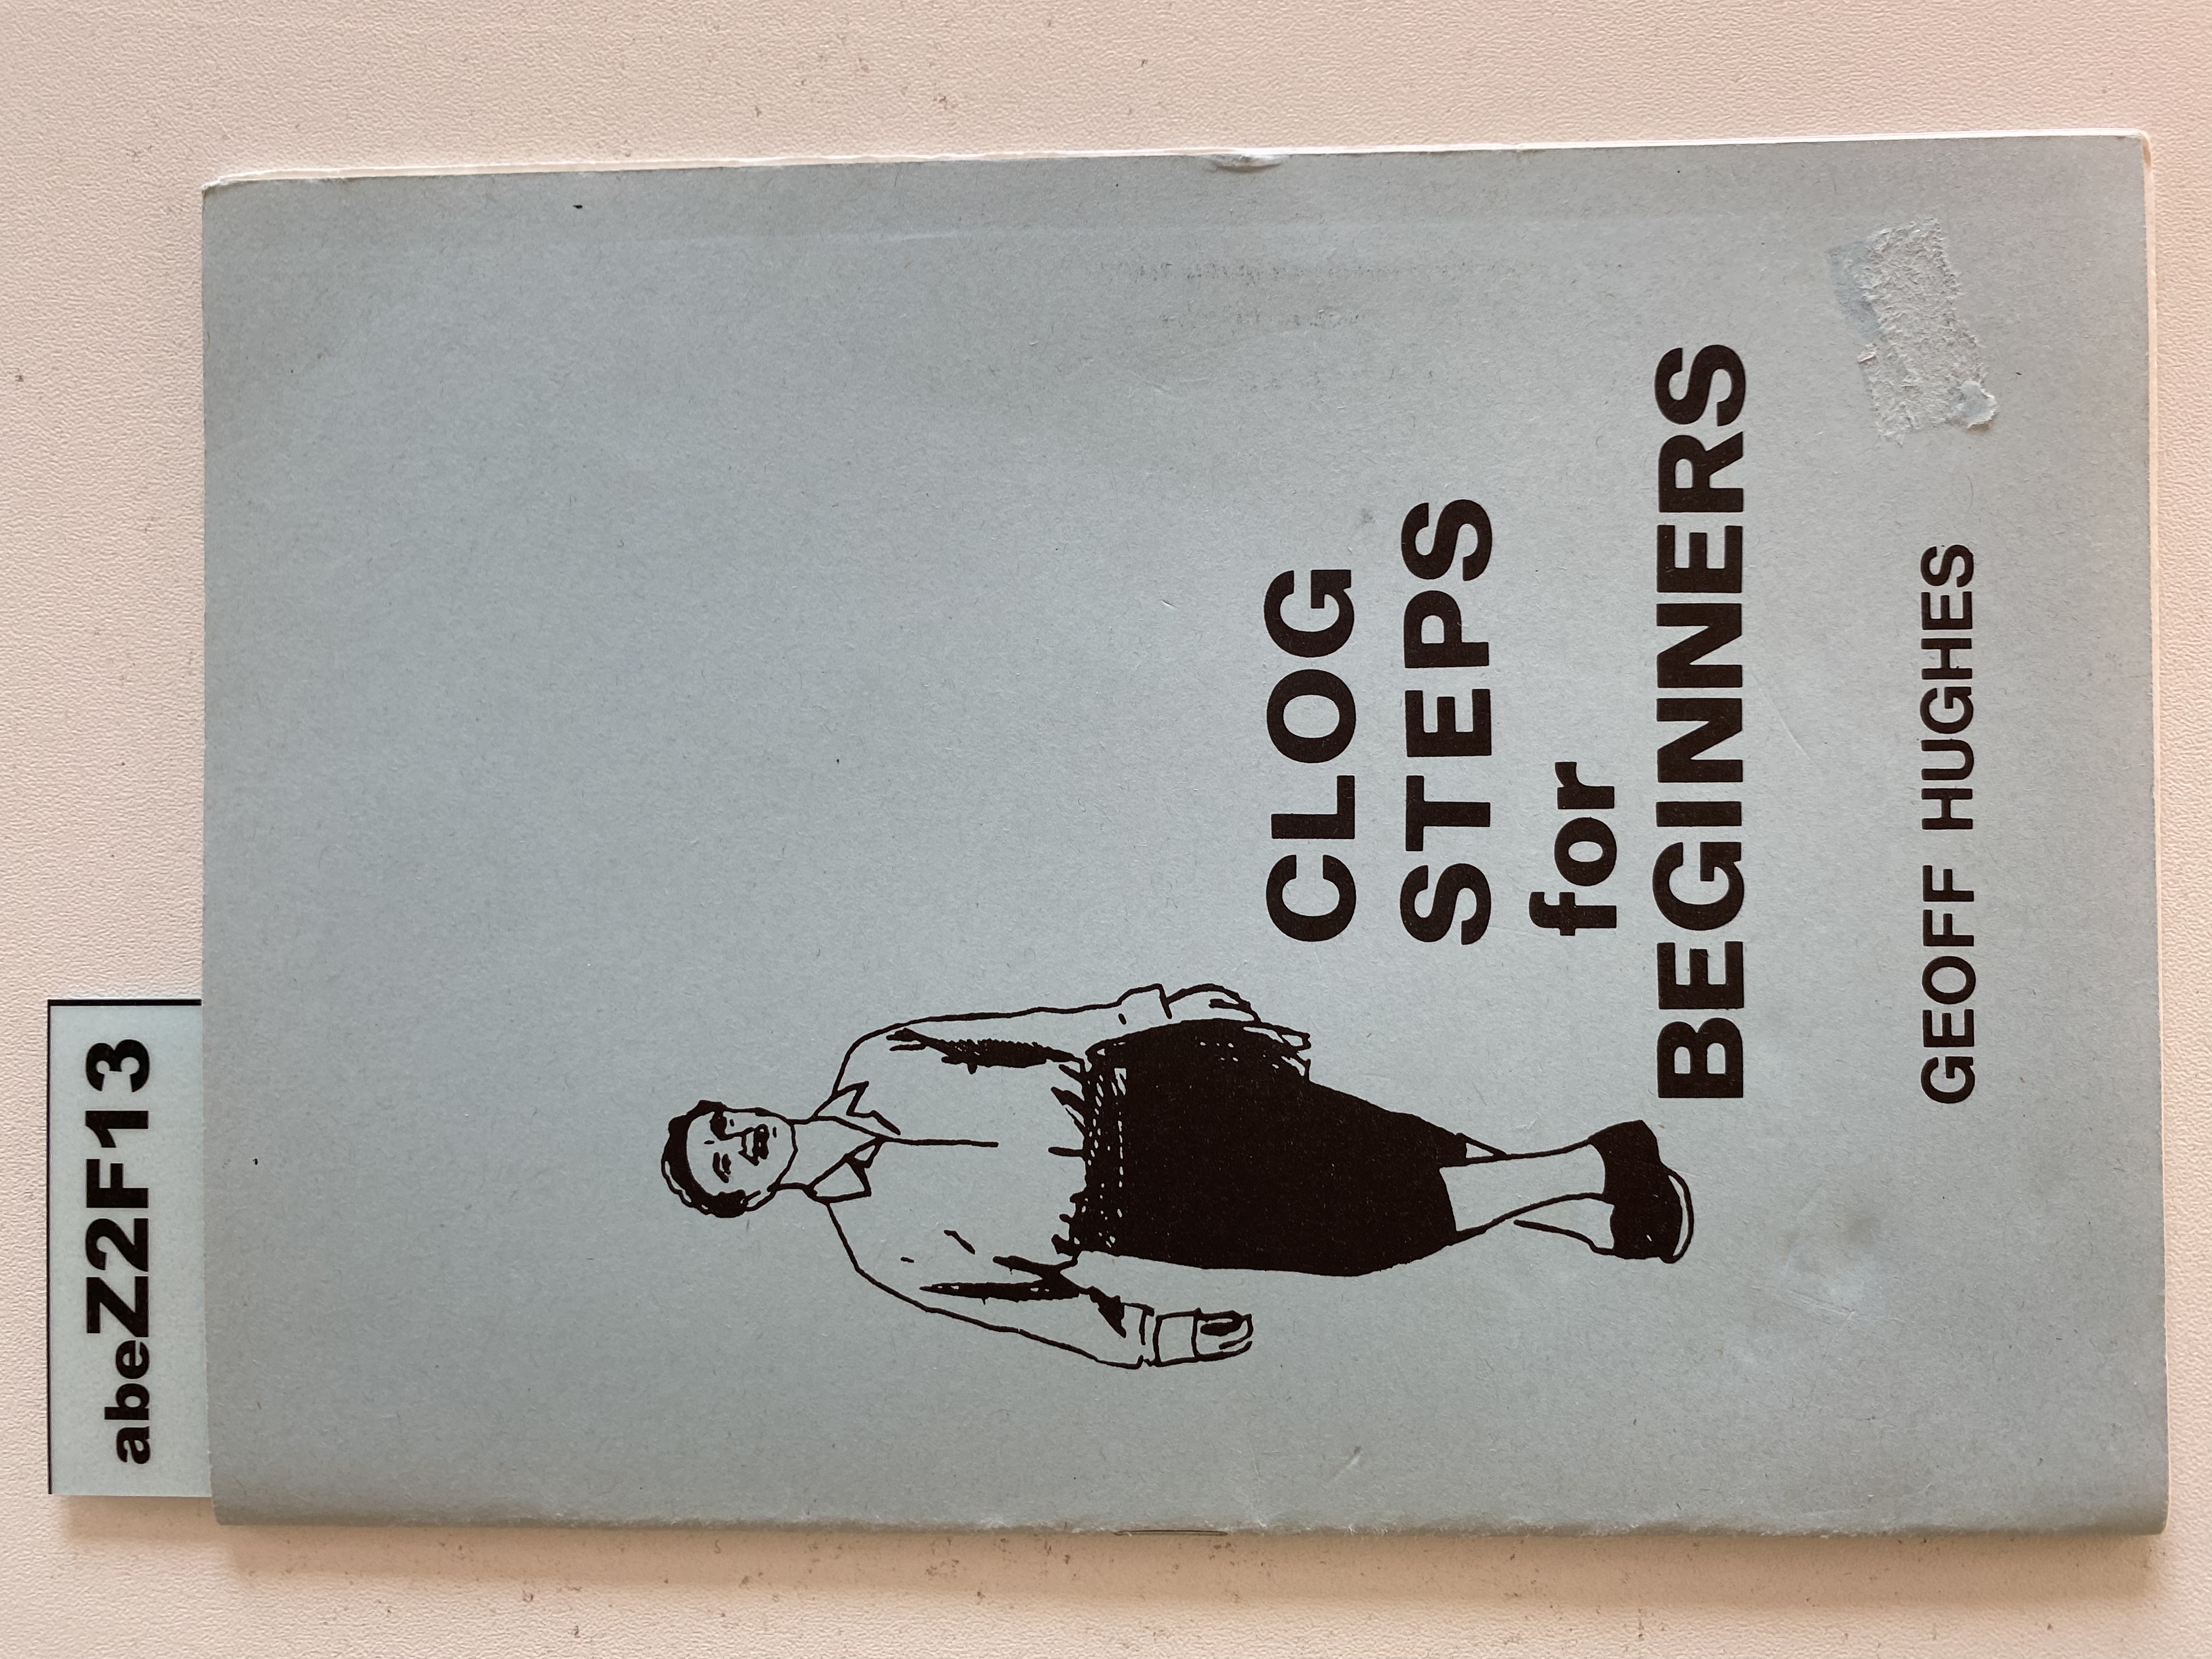 abeZ2F13
CLOG
STEPS
for
BEGINNERS
GEOFF HUGHES